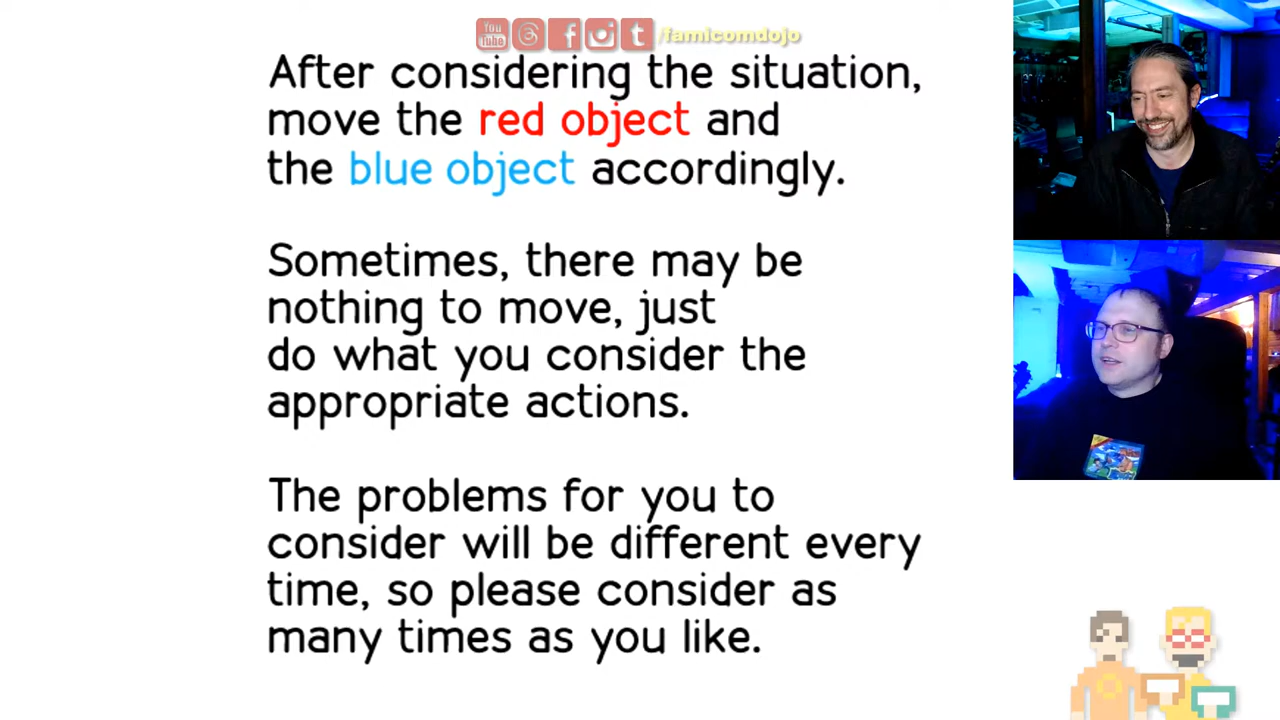 You
Tube
/famicomdojo
After considering the situation,
move the red object and
the blue object accordingly.
Sometimes, there may be
nothing to move, just
do what you consider the
appropriate actions.
The problems for you to
consider will be different every
time, so please consider as
many times as you like.